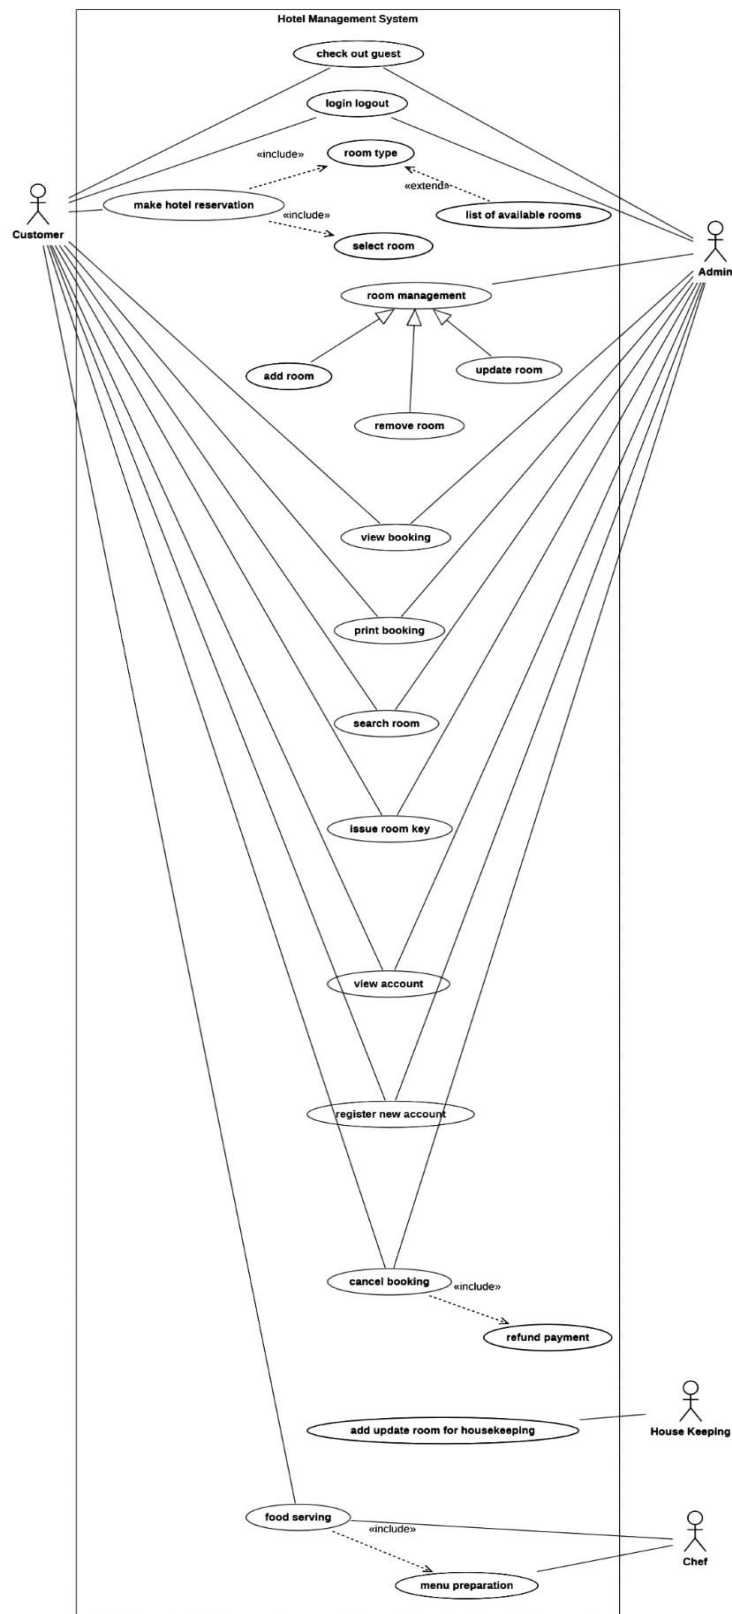 Hotel Management System
check out guest
login logout
«include»
room type
«extend»
make hotel reservation
«include»
list of available rooms
Customer
select room
Admin
room management
add room
update room
remove room
view booking
print booking
search room
issue room key
view account
register new account
cancel booking
«include»
refund payment
add update room for housekeeping
House Keeping
food serving
«include»
Chef
menu preparation